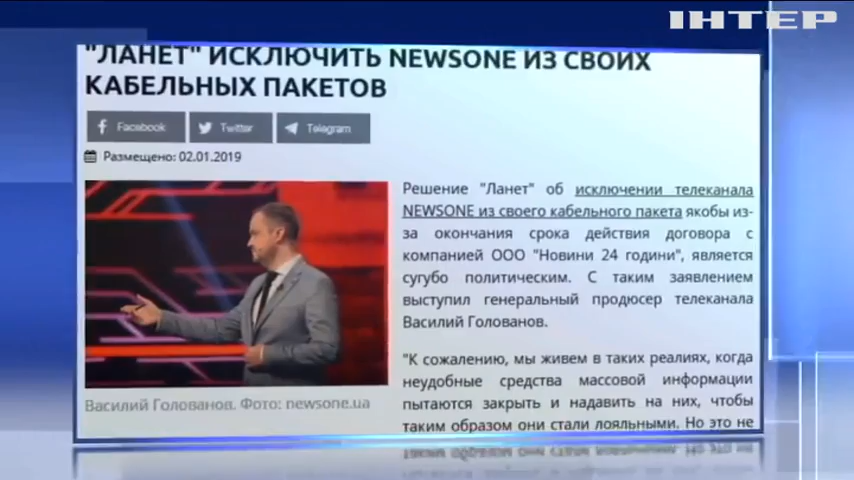 ІНТЕР
"ЛАНЕТ" ИСКЛЮЧИТЬ NEWSONE ИЗ СВОИХ
КАБЕЛЬНЫХ ПАКЕТОВ
Facebook
Twitter
Telegram
Размещено: 02.01.2019
Решение "Ланет" об исключении телеканала
NEWSONE из своего кабельного пакета якобы из-
за окончания срока действия договора с
компанией ООО "Новини 24 години", является
сугубо политическим. С таким заявлением
выступил генеральный продюсер телеканала
Василий Голованов.
"К сожалению, мы живем в таких реалиях, когда
неудобные средства массовой информации
пытаются закрыть и надавить на них, чтобы
таким образом они стали лояльными. Но это не
Василий Голованов. Фото: newsone.ua